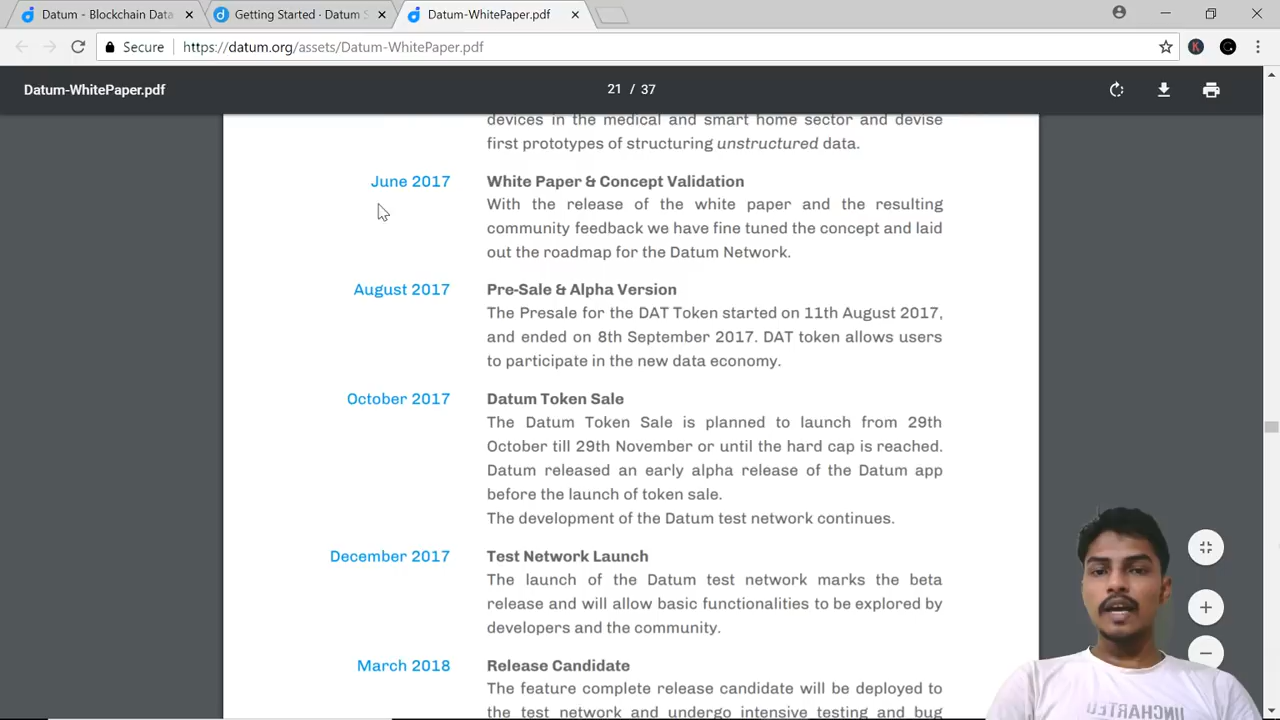 Datum - Blockchain Data
Getting Started · Datum S
Datum-WhitePaper.pdf
Secure
https://datum.org/assets/Datum-WhitePaper.pdf
K
Datum-WhitePaper.pdf
21 / 37
devices in the medical and smart home sector and devise
first prototypes of structuring unstructured data.
June 2017
White Paper & Concept Validation
With the release of the white paper and the resulting
community feedback we have fine tuned the concept and laid
out the roadmap for the Datum Network.
August 2017
Pre-Sale & Alpha Version
The Presale for the DAT Token started on 11th August 2017,
and ended on 8th September 2017. DAT token allows users
to participate in the new data economy.
October 2017
Datum Token Sale
The Datum Token Sale is planned to launch from 29th
October till 29th November or until the hard cap is reached.
Datum released an early alpha release of the Datum app
before the launch of token sale.
The development of the Datum test network continues.
December 2017
Test Network Launch
The launch of the Datum test network marks the beta
release and will allow basic functionalities to be explored by
developers and the community.
March 2018
Release Candidate
The feature complete release candidate will be deployed to
the test network and undergo intensive testing and bug
UNCHARTED